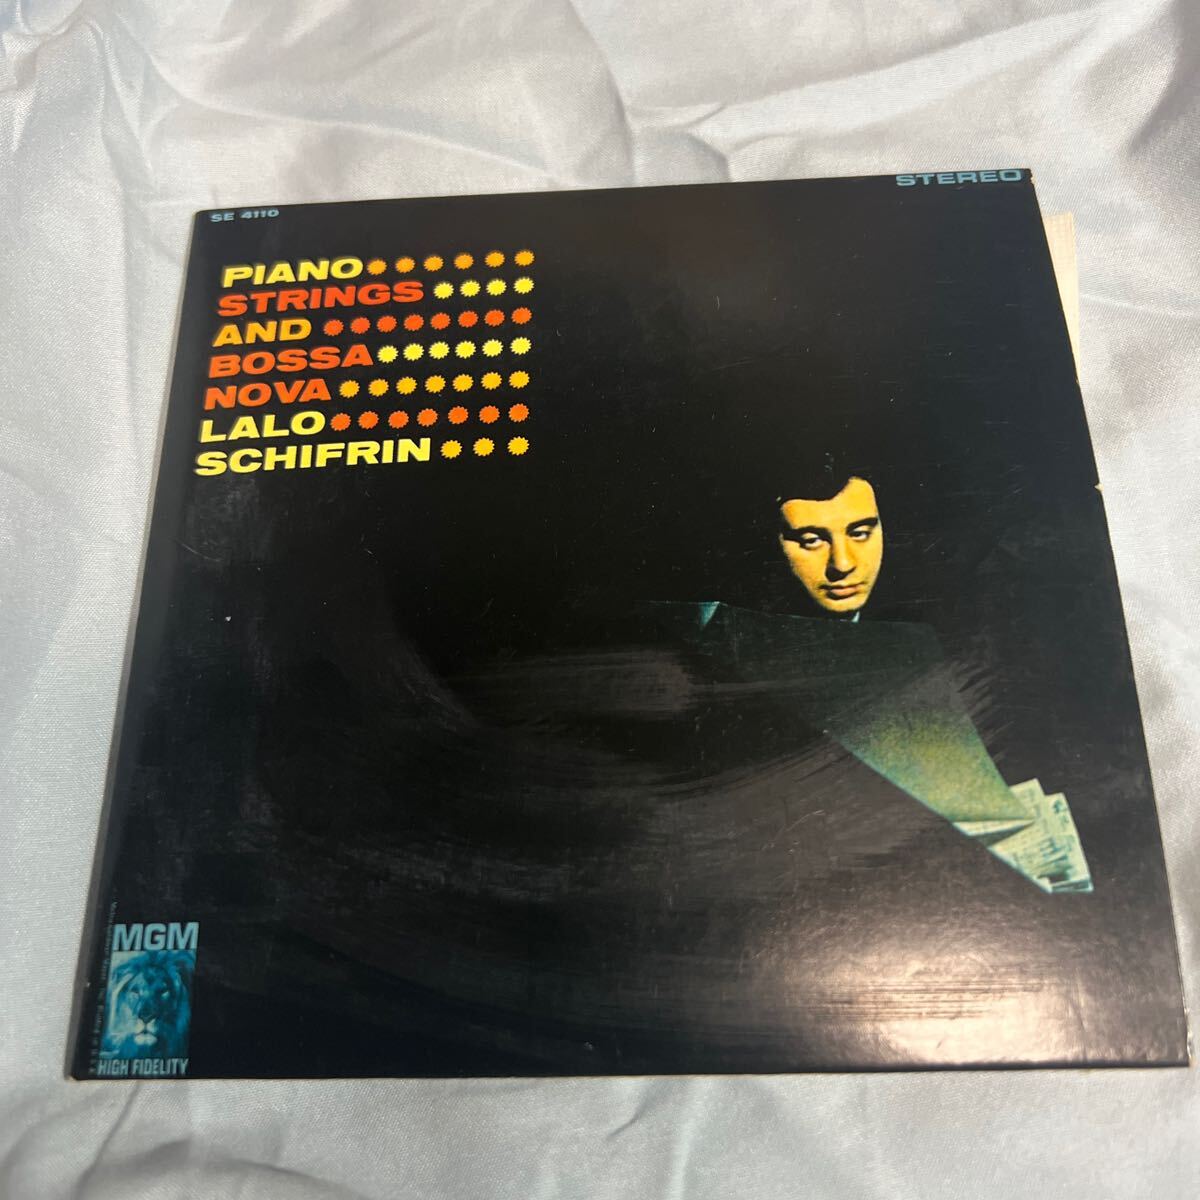 SE 4110
STEREO
PIANO
STRINGS
AND
BOSSA
NOVA
LALO
SCHIFRIN
MGM
HIGH FIDELITY